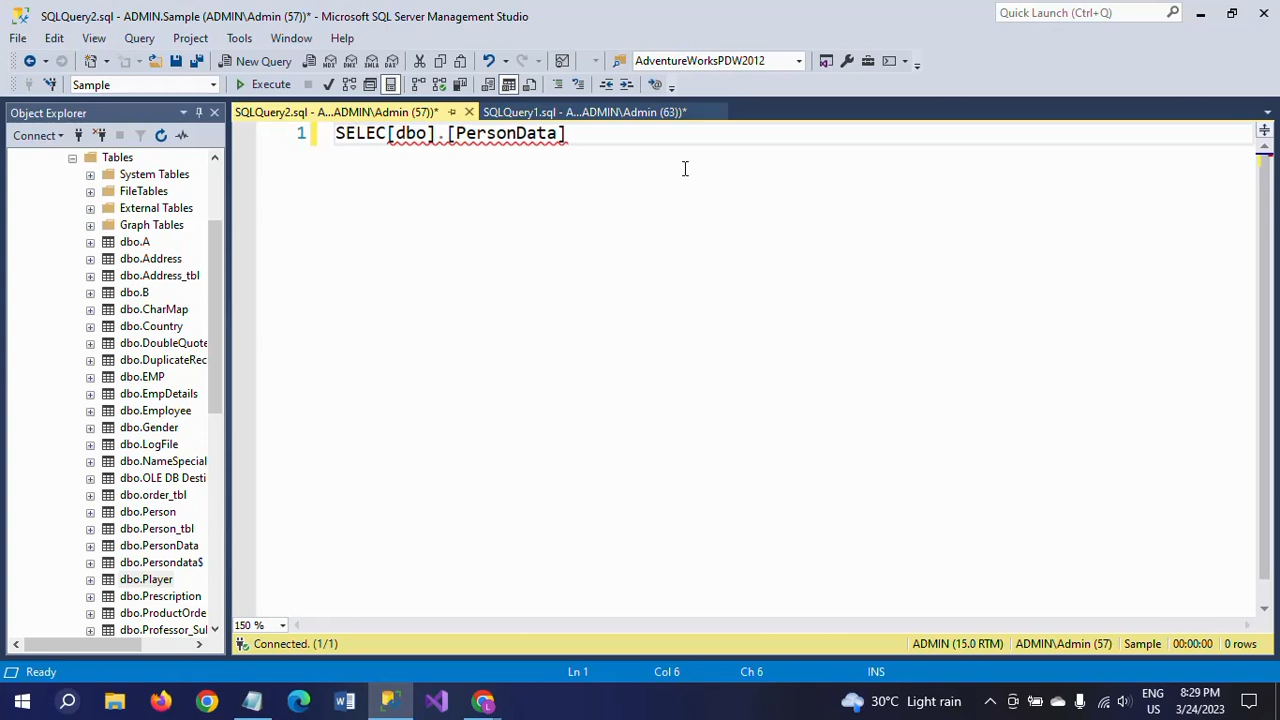 SQLQuery2.sql - ADMIN.Sample (ADMIN\Admin (57))* - Microsoft SQL Server Management Studio
Quick Launch (Ctrl+Q)
File Edit View Query Project Tools Window Help
New Query
MDX DMX XMLA DAX
AdventureWorksPDW2012
Sample
Execute
Object Explorer
SQLQuery2.sql - A...ADMIN\Admin (57))*
SQLQuery1.sql - A...ADMIN\Admin (63))*
Connect
1 SELEC[dbo].[PersonData]
Tables
System Tables
FileTables
External Tables
Graph Tables
dbo.A
dbo.Address
dbo.Address_tbl
dbo.B
dbo.CharMap
dbo.Country
dbo.DoubleQuote
dbo.DuplicateRec
dbo.EMP
dbo.EmpDetails
dbo.Employee
dbo.Gender
dbo.LogFile
dbo.NameSpecial
dbo.OLE DB Desti
dbo.order_tbl
dbo.Person
dbo.Person_tbl
dbo.PersonData
dbo.Persondata$
dbo.Player
dbo.Prescription
dbo.ProductOrde
dbo.Professor_Sul
150 %
Connected. (1/1)
ADMIN (15.0 RTM) ADMIN\Admin (57) Sample 00:00:00 0 rows
Ready
Ln 1 Col 6 Ch 6 INS
30°C Light rain
ENG
US
8:29 PM
3/24/2023